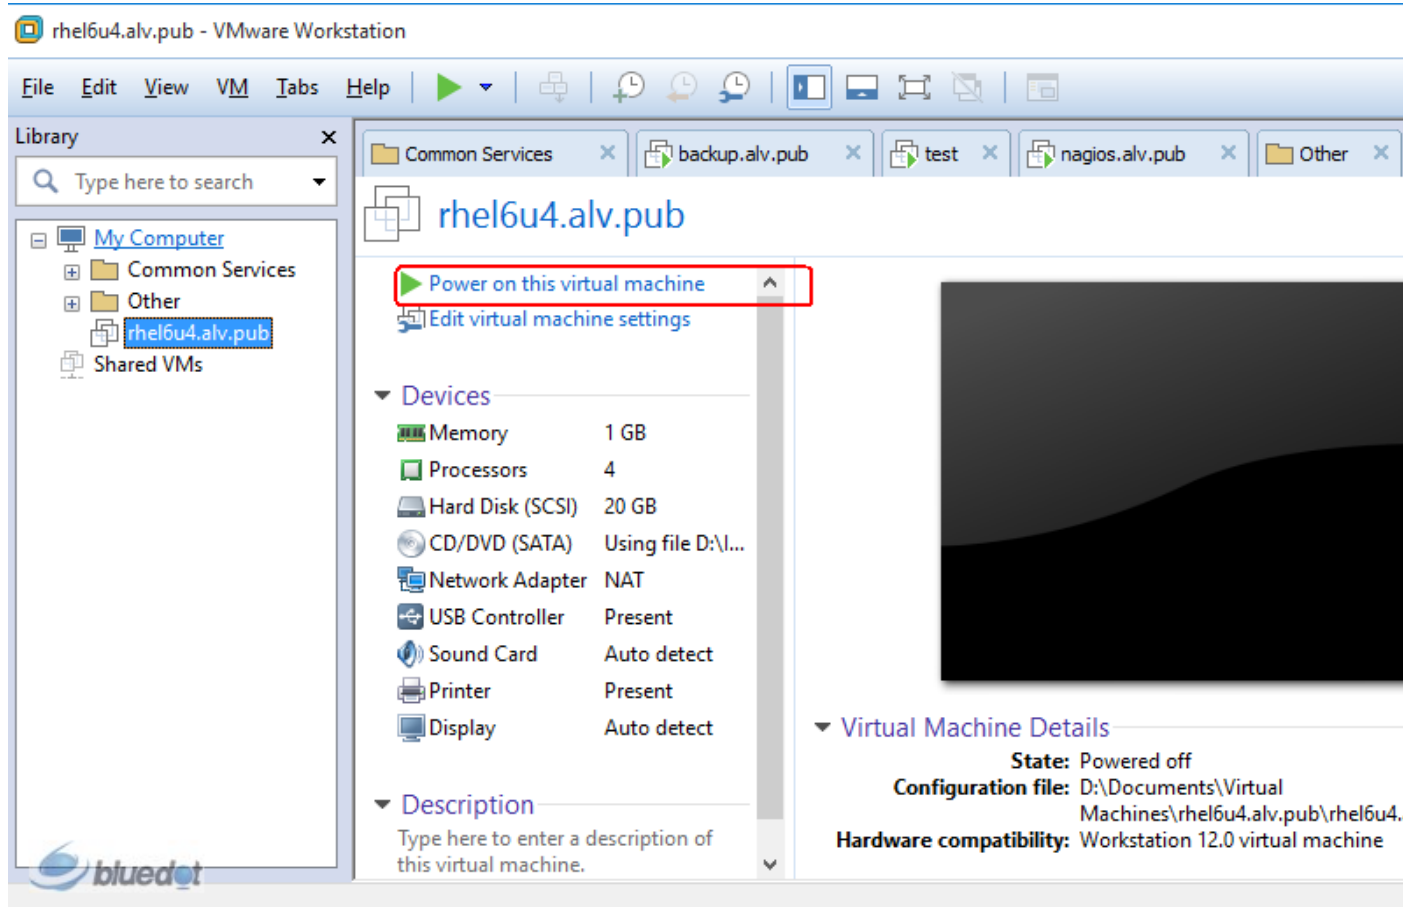 rhel6u4.alv.pub - VMware Workstation
File Edit View VM Tabs Help
Library
Type here to search
My Computer
Common Services
Other
rhel6u4.alv.pub
Shared VMs
Common Services
backup.alv.pub
test
nagios.alv.pub
Other
rhel6u4.alv.pub
Power on this virtual machine
Edit virtual machine settings
Devices
Memory 1 GB
Processors 4
Hard Disk (SCSI) 20 GB
CD/DVD (SATA) Using file D:\I...
Network Adapter NAT
USB Controller Present
Sound Card Auto detect
Printer Present
Display Auto detect
Description
Type here to enter a description of
this virtual machine.
Virtual Machine Details
State: Powered off
Configuration file: D:\Documents\Virtual
Machines\rhel6u4.alv.pub\rhel6u4.
Hardware compatibility: Workstation 12.0 virtual machine
bluedot